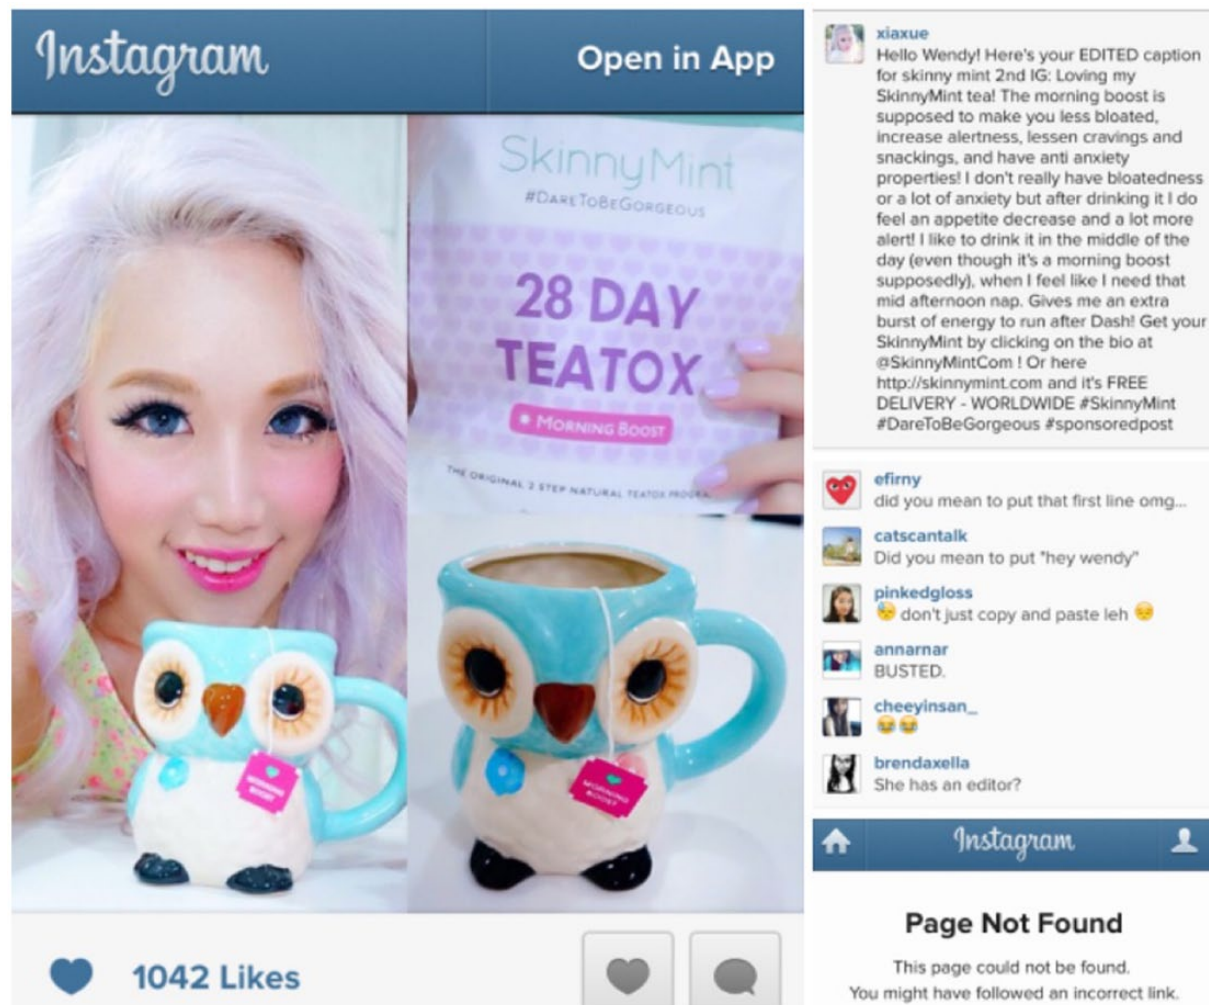 Instagram
Open in App
SkinnyMint
#DARETOBEGORGEOUS
28 DAY
TEATOX
MORNING BOOST
THE ORIGINAL 2 STEP NATURAL TEATOX
MORNING
BOOST
MORNING
BOOST
1042 Likes
xiaxue
Hello Wendy! Here's your EDITED caption
for skinny mint 2nd IG: Loving my
SkinnyMint tea! The morning boost is
supposed to make you less bloated,
increase alertness, lessen cravings and
snackings, and have anti anxiety
properties! I don't really have bloatedness
or a lot of anxiety but after drinking it I do
feel an appetite decrease and a lot more
alert! I like to drink it in the middle of the
day (even though it's a morning boost
supposedly), when I feel like I need that
mid afternoon nap. Gives me an extra
burst of energy to run after Dash! Get your
SkinnyMint by clicking on the bio at
@SkinnyMintCom ! Or here
http://skinnymint.com and it's FREE
DELIVERY - WORLDWIDE #SkinnyMint
#DareToBeGorgeous #sponsoredpost
efirny
did you mean to put that first line omg...
catscantalk
Did you mean to put "hey wendy"
pinkedgloss
😓 don't just copy and paste leh 😔
annarnar
BUSTED.
cheeyinsan_
😂😂
brendaxella
She has an editor?
Instagram
Page Not Found
This page could not be found.
You might have followed an incorrect link.